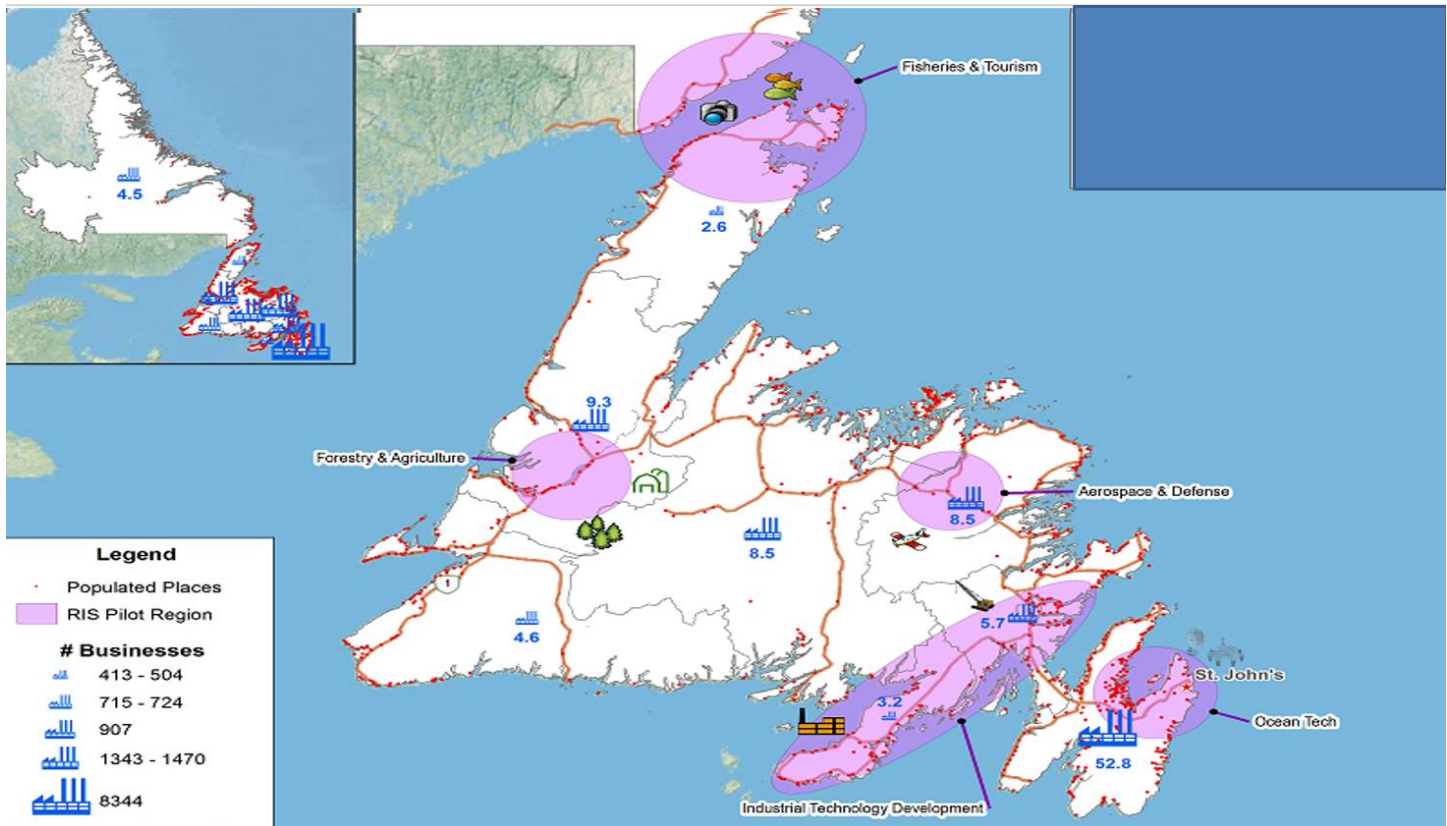 Fisheries & Tourism
4.5
2.6
9.3
Forestry & Agriculture
Aerospace & Defense
8.5
8.5
Legend
Populated Places
RIS Pilot Region
# Businesses
413 - 504
715 - 724
907
1343 - 1470
8344
1
4.6
5.7
3.2
St. John's
Ocean Tech
52.8
Industrial Technology Development